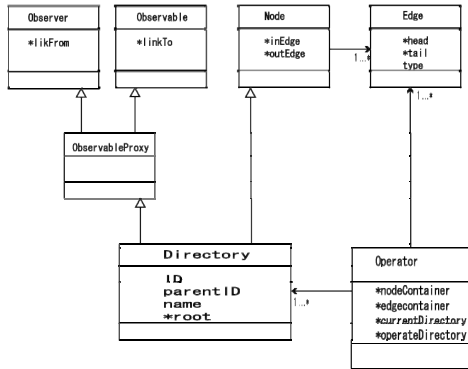 Observer
Observable
Node
Edge
*likFrom
*linkTo
*inEdge
*outEdge
*head
*tail
type
1...*
1...*
ObservableProxy
Directory
ID
parentID
name
*root
1...*
Operator
*nodeContainer
*edgecontainer
*currentDirectory
*operateDirectory